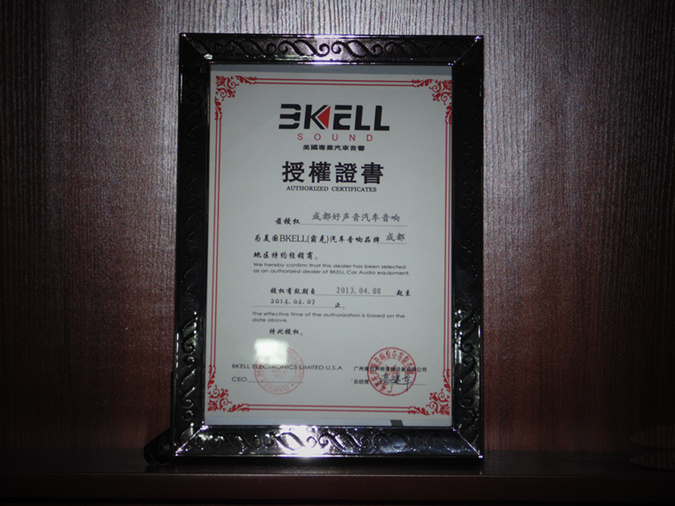 BKELL
SOUND
美國專業汽車音響
授權證書
AUTHORIZED CERTIFICATES
兹授权 成都好声音汽车音响
为美国BKELL(霸克)汽车音响品牌 成都
地区特约经销商。
We hereby confirm that this dealer has been selected
as an authorized dealer of BKELL Car Audio equipment.
授权有效期自 2013.04.08 起至
2014.04.07 止。
The effective time of the authorization is based on the
date above.
特此授权。
BKELL ELECTRONICS LIMITED U.S.A
CEO